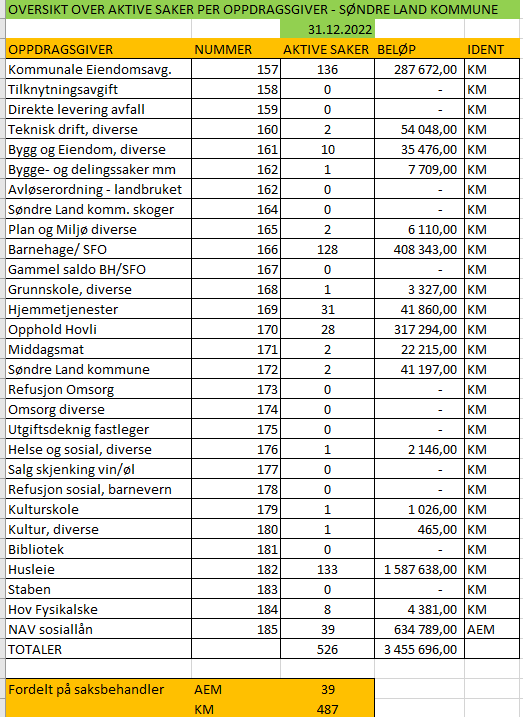 OVERSIKT OVER AKTIVE SAKER PER OPPDRAGSGIVER - SØNDRE LAND KOMMUNE
31.12.2022
OPPDRAGSGIVER NUMMER AKTIVE SAKER BELØP IDENT
Kommunale Eiendomsavg. 157 136 287 672,00 KM
Tilknytningsavgift 158 0 - KM
Direkte levering avfall 159 0 - KM
Teknisk drift, diverse 160 2 54 048,00 KM
Bygg og Eiendom, diverse 161 10 35 476,00 KM
Bygge- og delingssaker mm 162 1 7 709,00 KM
Avløserordning - landbruket 162 0 - KM
Søndre Land komm. skoger 164 0 - KM
Plan og Miljø diverse 165 2 6 110,00 KM
Barnehage/ SFO 166 128 408 343,00 KM
Gammel saldo BH/SFO 167 0 - KM
Grunnskole, diverse 168 1 3 327,00 KM
Hjemmetjenester 169 31 41 860,00 KM
Opphold Hovli 170 28 317 294,00 KM
Middagsmat 171 2 22 215,00 KM
Søndre Land kommune 172 2 41 197,00 KM
Refusjon Omsorg 173 0 - KM
Omsorg diverse 174 0 - KM
Utgiftsdeknig fastleger 175 0 - KM
Helse og sosial, diverse 176 1 2 146,00 KM
Salg skjenking vin/øl 177 0 - KM
Refusjon sosial, barnevern 178 0 - KM
Kulturskole 179 1 1 026,00 KM
Kultur, diverse 180 1 465,00 KM
Bibliotek 181 0 - KM
Husleie 182 133 1 587 638,00 KM
Staben 183 0 - KM
Hov Fysikalske 184 8 4 381,00 KM
NAV sosiallån 185 39 634 789,00 AEM
TOTALER 526 3 455 696,00
Fordelt på saksbehandler AEM 39
KM 487